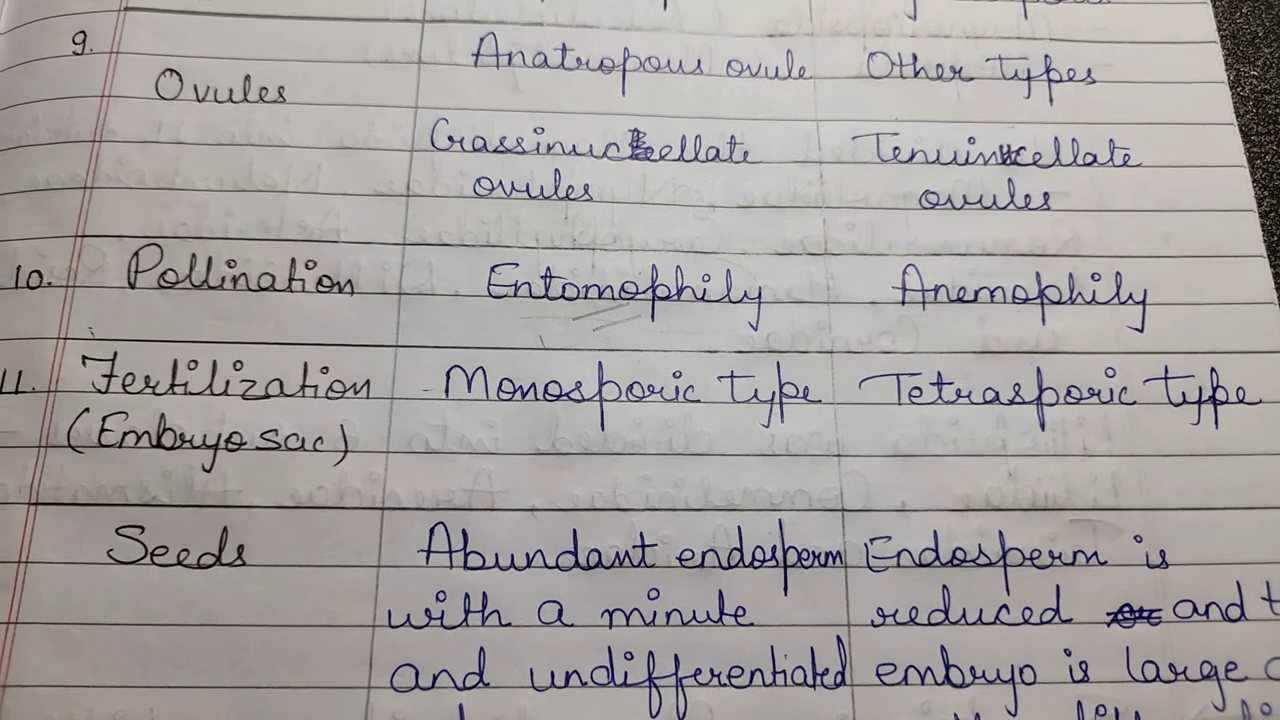 9. Anatropous ovule Other types
Ovules
Crassinucellate Tenuinucellate
ovules ovules
10. Pollination Entomophily Anemophily
11. Fertilization Monosporic type Tetrasporic type
(Embryo sac)
Seeds Abundant endosperm Endosperm is
with a minute reduced and
and undifferentiated embryo is large